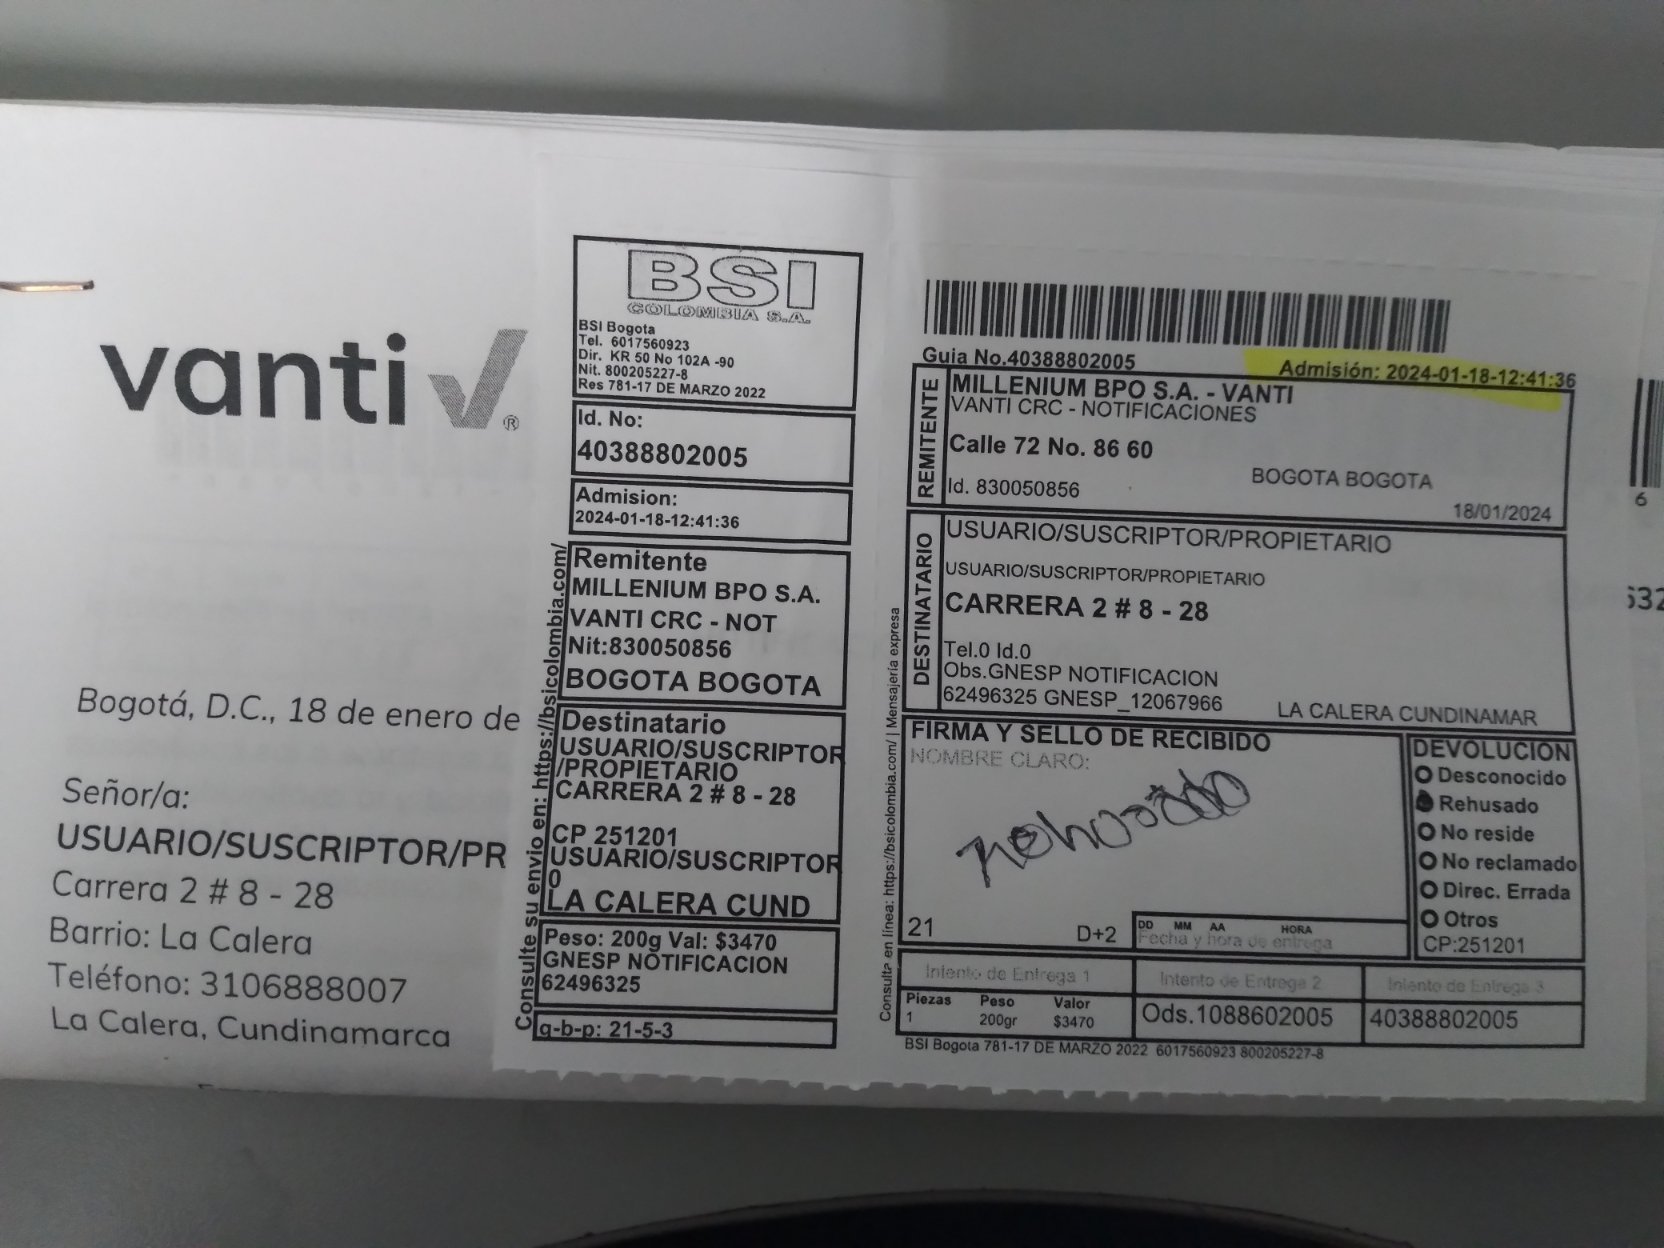 vanti
®
Bogotá, D.C., 18 de enero de
Señor/a:
USUARIO/SUSCRIPTOR/PR
Carrera 2 # 8 - 28
Barrio: La Calera
Teléfono: 3106888007
La Calera, Cundinamarca
Consulte su envio en: https://bsicolombia.com/
BSI
COLOMBIA S.A.
BSI Bogota
Tel. 6017560923
Dir. KR 50 No 102A -90
Nit. 800205227-8
Res 781-17 DE MARZO 2022
Id. No:
40388802005
Admision:
2024-01-18-12:41:36
Remitente
MILLENIUM BPO S.A.
VANTI CRC - NOT
Nit:830050856
BOGOTA BOGOTA
Destinatario
USUARIO/SUSCRIPTOR
/PROPIETARIO
CARRERA 2 # 8 - 28
CP 251201
USUARIO/SUSCRIPTOR
0
LA CALERA CUND
Peso: 200g Val: $3470
GNESP NOTIFICACION
62496325
q-b-p: 21-5-3
Consulta en línea: https://bsicolombia.com/ | Mensajería expresa
Guia No.40388802005
Admisión: 2024-01-18-12:41:36
REMITENTE
MILLENIUM BPO S.A. - VANTI
VANTI CRC - NOTIFICACIONES
Calle 72 No. 86 60
BOGOTA BOGOTA
Id. 830050856
18/01/2024
DESTINATARIO
USUARIO/SUSCRIPTOR/PROPIETARIO
USUARIO/SUSCRIPTOR/PROPIETARIO
CARRERA 2 # 8 - 28
Tel.0 Id.0
Obs.GNESP NOTIFICACION
62496325 GNESP_12067966
LA CALERA CUNDINAMAR
FIRMA Y SELLO DE RECIBIDO
NOMBRE CLARO:
21
D+2
DD MM AA HORA
Fecha y hora de entrega
DEVOLUCION
Desconocido
Rehusado
No reside
No reclamado
Direc. Errada
Otros
CP:251201
Intento de Entrega 1
Intento de Entrega 2
Intento de Entrega 3
Piezas Peso Valor
1 200gr $3470
Ods.1088602005
40388802005
BSI Bogota 781-17 DE MARZO 2022 6017560923 800205227-8
6
532